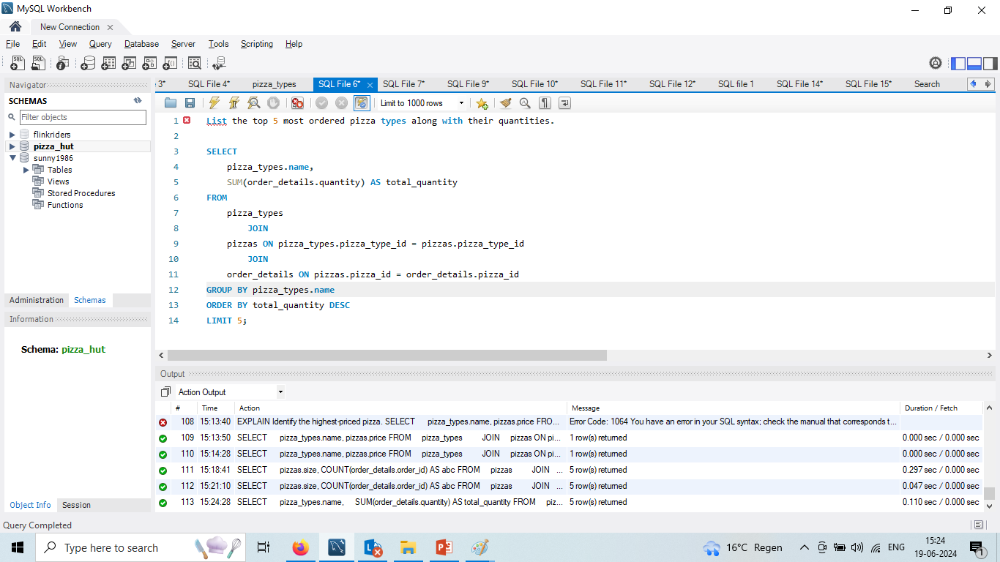 MySQL Workbench
New Connection
File Edit View Query Database Server Tools Scripting Help
Navigator
SCHEMAS
Filter objects
flinkriders
pizza_hut
sunny1986
Tables
Views
Stored Procedures
Functions
Administration Schemas
Information
Schema: pizza_hut
Object Info Session
3* SQL File 4* pizza_types SQL File 6* SQL File 7* SQL File 9* SQL File 10* SQL File 11* SQL File 12* SQL file 1 SQL File 14* SQL File 15* Search
Limit to 1000 rows
1 List the top 5 most ordered pizza types along with their quantities.
2
3 SELECT
4 pizza_types.name,
5 SUM(order_details.quantity) AS total_quantity
6 FROM
7 pizza_types
8 JOIN
9 pizzas ON pizza_types.pizza_type_id = pizzas.pizza_type_id
10 JOIN
11 order_details ON pizzas.pizza_id = order_details.pizza_id
12 GROUP BY pizza_types.name
13 ORDER BY total_quantity DESC
14 LIMIT 5;
Output
Action Output
# Time Action Message Duration / Fetch
108 15:13:40 EXPLAIN Identify the highest-priced pizza. SELECT pizza_types.name, pizzas.price FRO... Error Code: 1064 You have an error in your SQL syntax; check the manual that corresponds t...
109 15:13:50 SELECT pizza_types.name, pizzas.price FROM pizza_types JOIN pizzas ON pi... 1 row(s) returned 0.000 sec / 0.000 sec
110 15:14:28 SELECT pizza_types.name, pizzas.price FROM pizza_types JOIN pizzas ON pi... 1 row(s) returned 0.000 sec / 0.000 sec
111 15:18:41 SELECT pizzas.size, COUNT(order_details.order_id) AS abc FROM pizzas JOIN ... 5 row(s) returned 0.297 sec / 0.000 sec
112 15:21:10 SELECT pizzas.size, COUNT(order_details.order_id) AS abc FROM pizzas JOIN ... 5 row(s) returned 0.047 sec / 0.000 sec
113 15:24:28 SELECT pizza_types.name, SUM(order_details.quantity) AS total_quantity FROM piz... 5 row(s) returned 0.110 sec / 0.000 sec
Query Completed
Type here to search
16°C Regen
ENG
15:24
19-06-2024
1